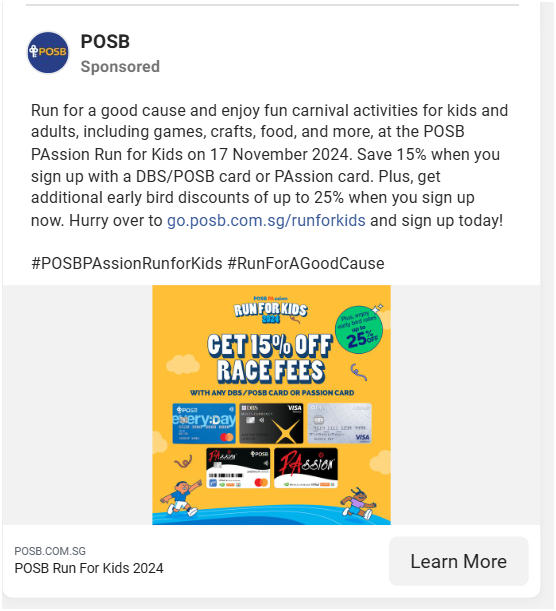 POSB
POSB
Sponsored
Run for a good cause and enjoy fun carnival activities for kids and
adults, including games, crafts, food, and more, at the POSB
PAssion Run for Kids on 17 November 2024. Save 15% when you
sign up with a DBS/POSB card or PAssion card. Plus, get
additional early bird discounts of up to 25% when you sign up
now. Hurry over to go.posb.com.sg/runforkids and sign up today!
#POSBPAssionRunforKids #RunForAGoodCause
POSB PAssion
RUN FOR KIDS
2024
Plus, enjoy
early bird rates
up to
25% OFF
GET 15% OFF
RACE FEES
WITH ANY DBS/POSB CARD OR PASSION CARD
POSB
everyday
DBS
VISA
VISA
PAssion
POSB
PAssion
POSB.COM.SG
POSB Run For Kids 2024
Learn More